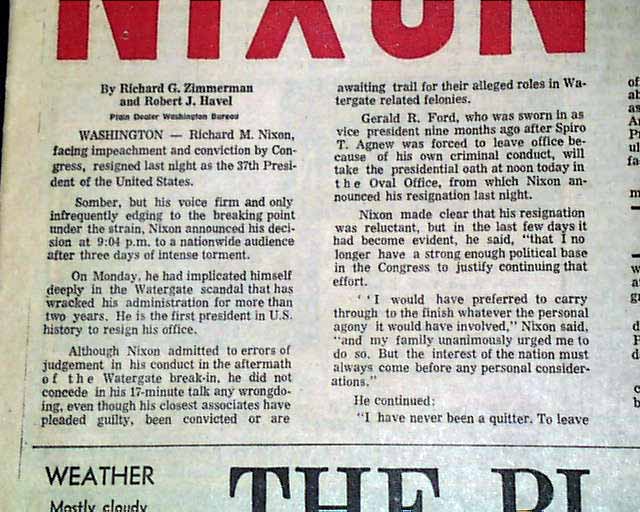 NIXON
By Richard G. Zimmerman
and Robert J. Havel
Plain Dealer Washington Bureau
WASHINGTON — Richard M. Nixon,
facing impeachment and conviction by Con-
gress, resigned last night as the 37th Presi-
dent of the United States.
Somber, but his voice firm and only
infrequently edging to the breaking point
under the strain, Nixon announced his deci-
sion at 9:04 p.m. to a nationwide audience
after three days of intense torment.
On Monday, he had implicated himself
deeply in the Watergate scandal that has
wracked his administration for more than
two years. He is the first president in U.S.
history to resign his office.
Although Nixon admitted to errors of
judgement in his conduct in the aftermath
of the Watergate break-in, he did not
concede in his 17-minute talk any wrongdo-
ing, even though his closest associates have
pleaded guilty, been convicted or are
awaiting trail for their alleged roles in Wa-
tergate related felonies.
Gerald R. Ford, who was sworn in as
vice president nine months ago after Spiro
T. Agnew was forced to leave office be-
cause of his own criminal conduct, will
take the presidential oath at noon today in
the Oval Office, from which Nixon an-
nounced his resignation last night.
Nixon made clear that his resignation
was reluctant, but in the last few days it
had become evident, he said, "that I no
longer have a strong enough political base
in the Congress to justify continuing that
effort.
"I would have preferred to carry
through to the finish whatever the personal
agony it would have involved," Nixon said,
"and my family unanimously urged me to
do so. But the interest of the nation must
always come before any personal consider-
ations."
He continued:
"I have never been a quitter. To leave
WEATHER
Mostly cloudy
THE PL